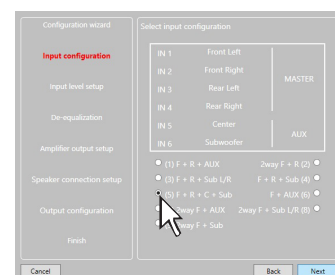 Configuration wizard
Input configuration
Input level setup
De-equalization
Amplifier output setup
Speaker connection setup
Output configuration
Finish
Select input configuration
IN 1 Front Left
IN 2 Front Right
IN 3 Rear Left
IN 4 Rear Right
MASTER
IN 5 Center
IN 6 Subwoofer
AUX
(1) F + R + AUX 2way F + R (2)
(3) F + R + Sub L/R F + R + Sub (4)
(5) F + R + C + Sub F + AUX (6)
way F + AUX 2way F + Sub L/R (8)
way F + Sub
Cancel Back Next